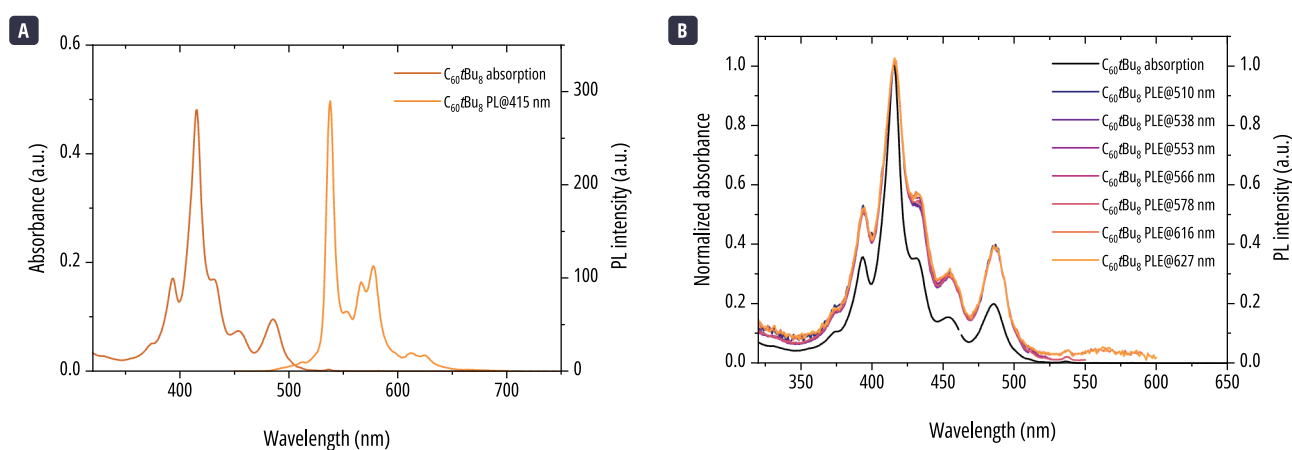 A
0.6
0.4
0.2
0.0
Absorbance (a.u.)
400
500
600
700
Wavelength (nm)
300
200
100
0
PL intensity (a.u.)
C₆₀tBu₈ absorption
C₆₀tBu₈ PL@415 nm
B
1.0
0.8
0.6
0.4
0.2
0.0
Normalized absorbance
350
400
450
500
550
600
650
Wavelength (nm)
1.0
0.8
0.6
0.4
0.2
0.0
PL intensity (a.u.)
C₆₀tBu₈ absorption
C₆₀tBu₈ PLE@510 nm
C₆₀tBu₈ PLE@538 nm
C₆₀tBu₈ PLE@553 nm
C₆₀tBu₈ PLE@566 nm
C₆₀tBu₈ PLE@578 nm
C₆₀tBu₈ PLE@616 nm
C₆₀tBu₈ PLE@627 nm